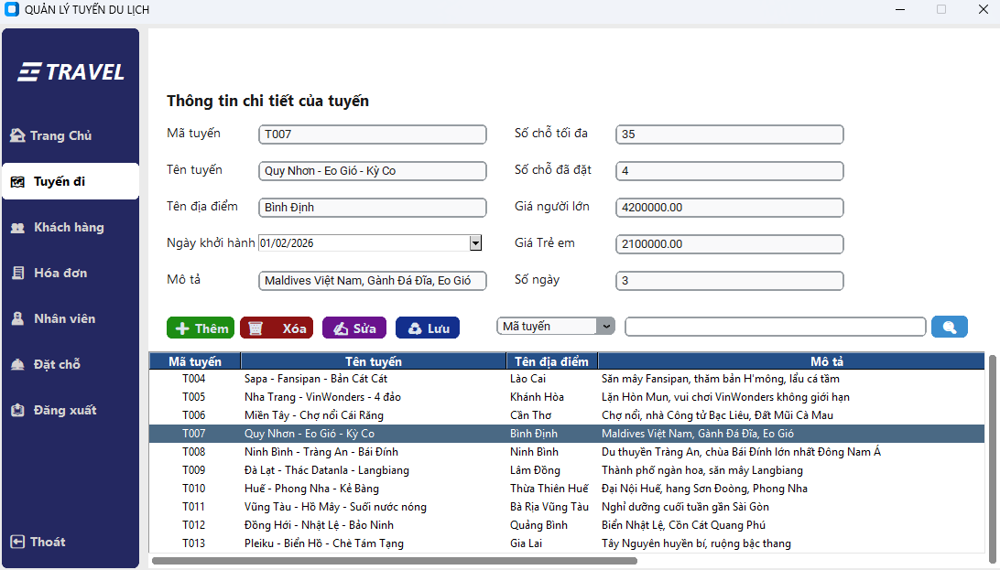 QUẢN LÝ TUYẾN DU LỊCH
TRAVEL
Trang Chủ
Tuyến đi
Khách hàng
Hóa đơn
Nhân viên
Đặt chỗ
Đăng xuất
Thoát
Thông tin chi tiết của tuyến
Mã tuyến T007 Số chỗ tối đa 35
Tên tuyến Quy Nhơn - Eo Gió - Kỳ Co Số chỗ đã đặt 4
Tên địa điểm Bình Định Giá người lớn 4200000.00
Ngày khởi hành 01/02/2026 Giá Trẻ em 2100000.00
Mô tả Maldives Việt Nam, Gành Đá Đĩa, Eo Gió Số ngày 3
Thêm Xóa Sửa Lưu Mã tuyến
Mã tuyến Tên tuyến Tên địa điểm Mô tả
T004 Sapa - Fansipan - Bản Cát Cát Lào Cai Săn mây Fansipan, thăm bản H'mông, lẩu cá tầm
T005 Nha Trang - VinWonders - 4 đảo Khánh Hòa Lặn Hòn Mun, vui chơi VinWonders không giới hạn
T006 Miền Tây - Chợ nổi Cái Răng Cần Thơ Chợ nổi, nhà Công tử Bạc Liêu, Đất Mũi Cà Mau
T007 Quy Nhơn - Eo Gió - Kỳ Co Bình Định Maldives Việt Nam, Gành Đá Đĩa, Eo Gió
T008 Ninh Bình - Tràng An - Bái Đính Ninh Bình Du thuyền Tràng An, chùa Bái Đính lớn nhất Đông Nam Á
T009 Đà Lạt - Thác Datanla - Langbiang Lâm Đồng Thành phố ngàn hoa, săn mây Langbiang
T010 Huế - Phong Nha - Kẻ Bàng Thừa Thiên Huế Đại Nội Huế, hang Sơn Đoòng, Phong Nha
T011 Vũng Tàu - Hồ Mây - Suối nước nóng Bà Rịa Vũng Tàu Nghỉ dưỡng cuối tuần gần Sài Gòn
T012 Đồng Hới - Nhật Lệ - Bảo Ninh Quảng Bình Biển Nhật Lệ, Cồn Cát Quang Phú
T013 Pleiku - Biển Hồ - Chè Tám Tạng Gia Lai Tây Nguyên huyền bí, ruộng bậc thang